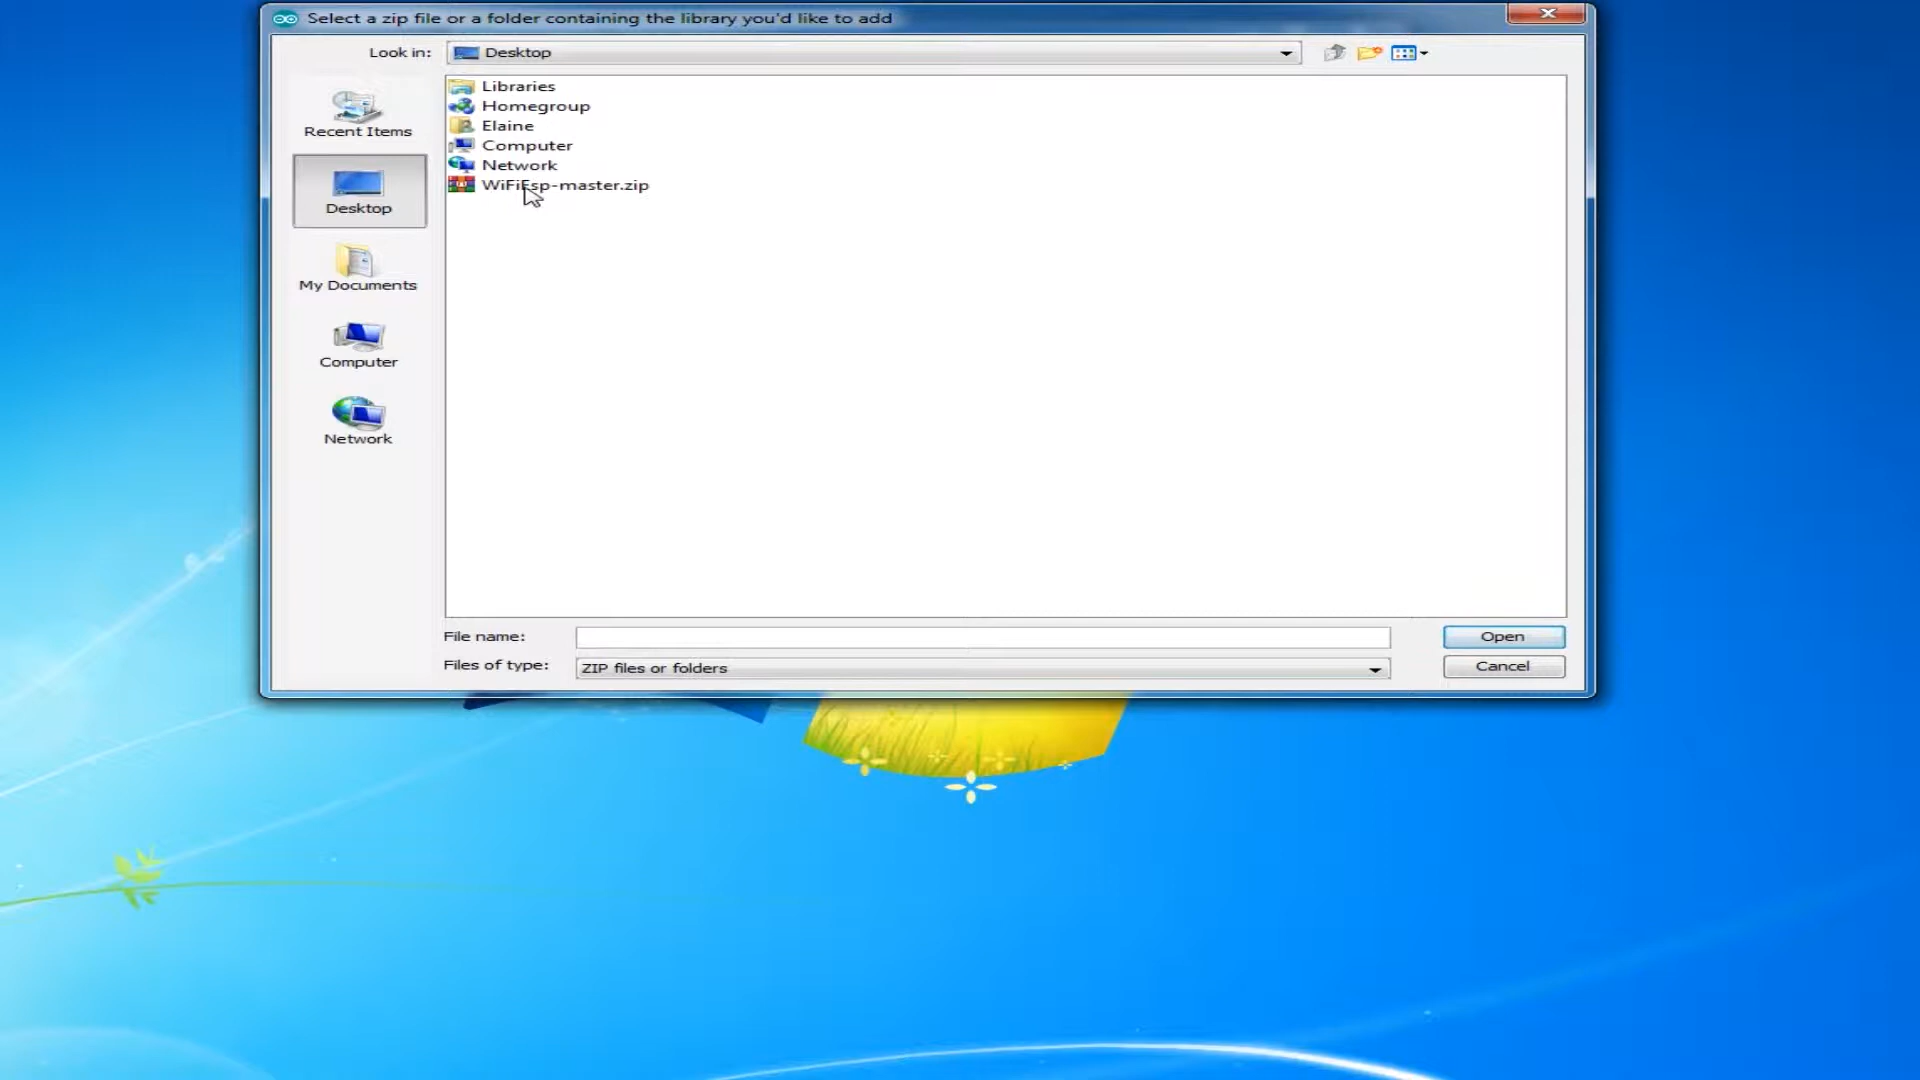 Select a zip file or a folder containing the library you'd like to add
Look in:
Desktop
Recent Items
Desktop
My Documents
Computer
Network
Libraries
Homegroup
Elaine
Computer
Network
WiFiEsp-master.zip
File name:
Open
Files of type:
ZIP files or folders
Cancel